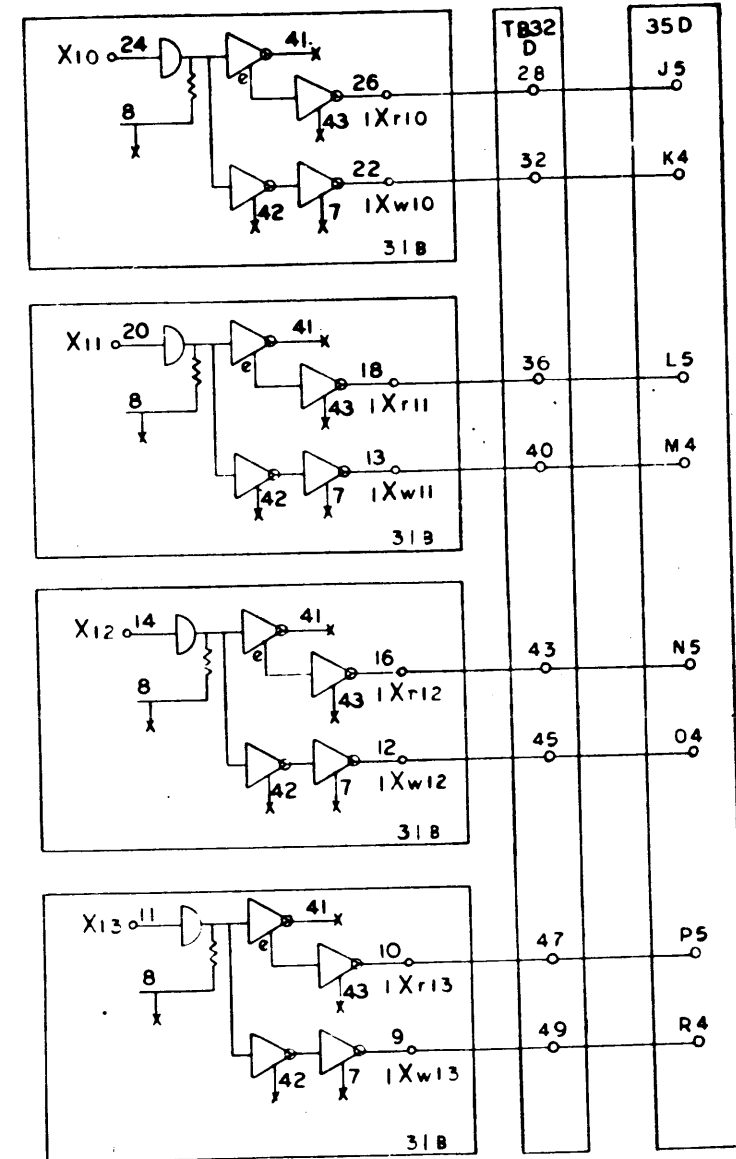 TB32 D
35D
X10 24
41
8
e
26
43 1Xr10
28
J5
22
42
7
1Xw10
32
K4
31B
X11 20
41
8
e
18
43 1Xr11
36
L5
13
42
7
1Xw11
40
M4
31B
X12 14
41
8
e
16
43 1Xr12
43
N5
12
42
7
1Xw12
45
O4
31B
X13 11
41
8
e
10
43 1Xr13
47
P5
9
42
7
1Xw13
49
R4
31B